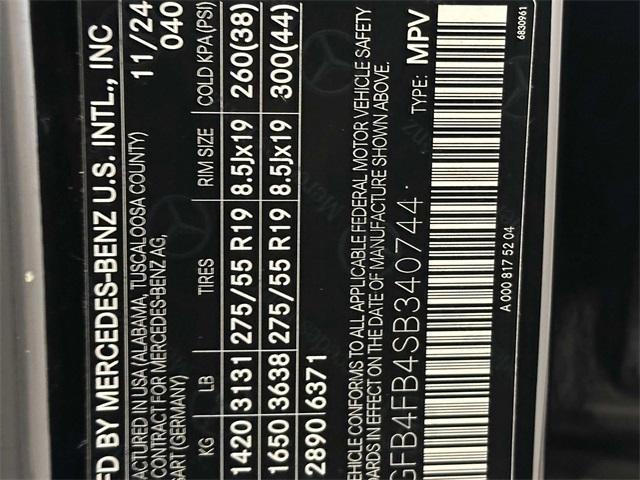 FD BY MERCEDES-BENZ U.S. INTL., INC
11/24
040
ACTURED IN USA (ALABAMA, TUSCALOOSA COUNTY)
CONTRACT FOR MERCEDES-BENZ AG,
GART (GERMANY)
KG LB TIRES RIM SIZE COLD KPA (PSI)
1420 3131 275/55 R19 8.5Jx19 260(38)
1650 3638 275/55 R19 8.5Jx19 300(44)
2890 6371
VEHICLE CONFORMS TO ALL APPLICABLE FEDERAL MOTOR VEHICLE SAFETY
DARDS IN EFFECT ON THE DATE OF MANUFACTURE SHOWN ABOVE.
GFB4FB4SB340744 TYPE: MPV
A 000 817 52 04
6830961